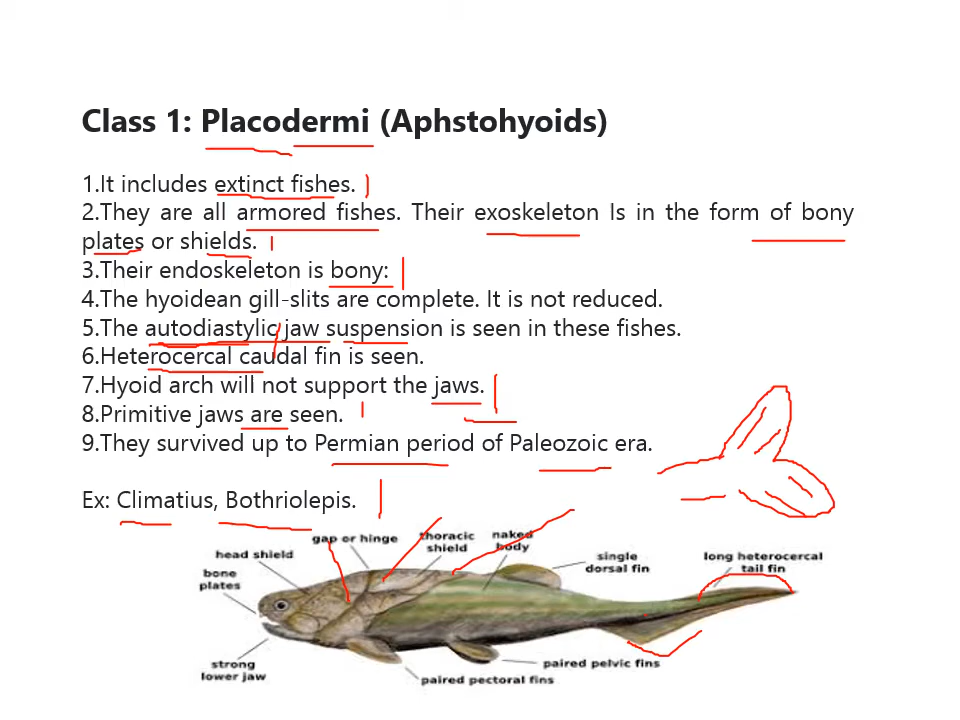 Class 1: Placodermi (Aphstohyoids)
1.It includes extinct fishes.
2.They are all armored fishes. Their exoskeleton Is in the form of bony
plates or shields.
3.Their endoskeleton is bony:
4.The hyoidean gill-slits are complete. It is not reduced.
5.The autodiastylic jaw suspension is seen in these fishes.
6.Heterocercal caudal fin is seen.
7.Hyoid arch will not support the jaws.
8.Primitive jaws are seen.
9.They survived up to Permian period of Paleozoic era.
Ex: Climatius, Bothriolepis.
gap or hinge
thoracic
shield
naked
body
head shield
single
dorsal fin
long heterocercal
tail fin
bone
plates
strong
lower jaw
paired pelvic fins
paired pectoral fins